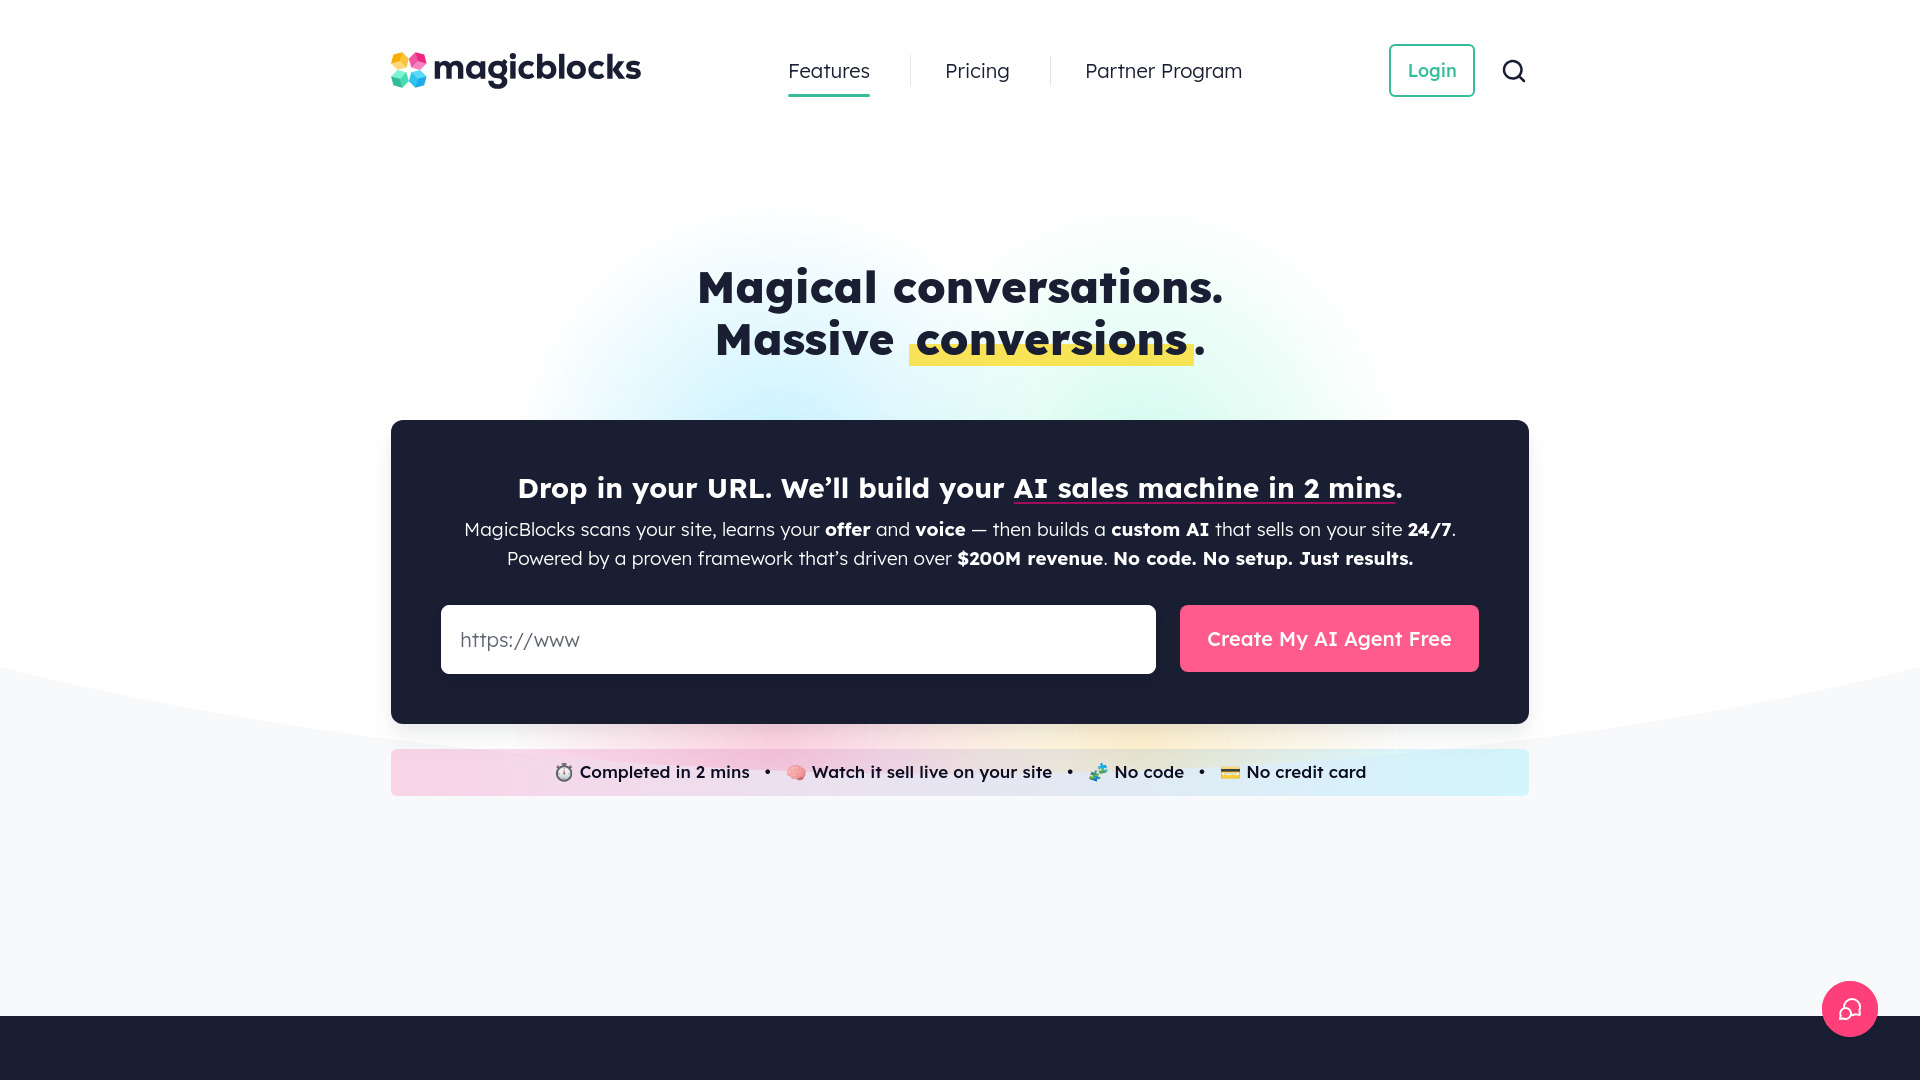 magicblocks
Features
Pricing
Partner Program
Login
Magical conversations.
Massive conversions.
Drop in your URL. We’ll build your AI sales machine in 2 mins.
MagicBlocks scans your site, learns your offer and voice — then builds a custom AI that sells on your site 24/7.
Powered by a proven framework that’s driven over $200M revenue. No code. No setup. Just results.
https://www
Create My AI Agent Free
⏱️ Completed in 2 mins • 🧠 Watch it sell live on your site • 🧩 No code • 💳 No credit card